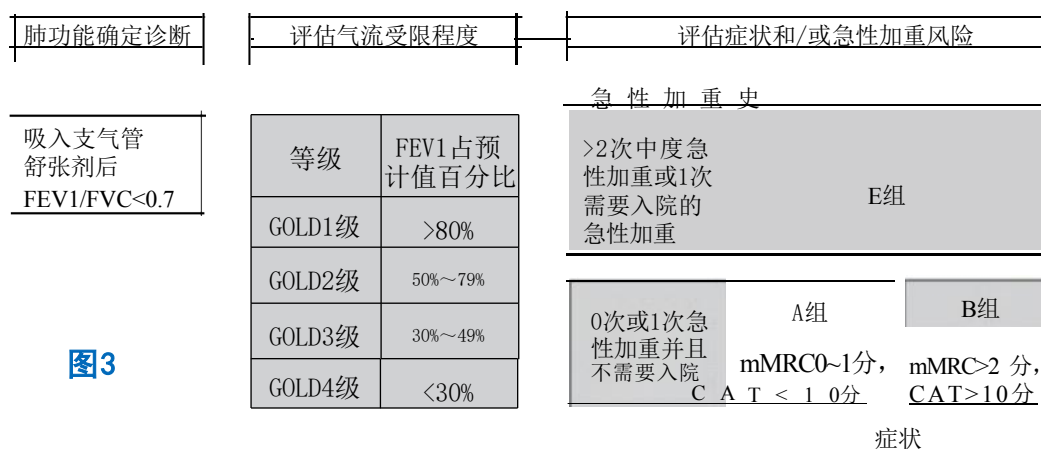 肺功能确定诊断
评估气流受限程度
评估症状和/或急性加重风险
吸入支气管
舒张剂后
FEV1/FVC<0.7
等级
FEV1占预
计值百分比
GOLD1级
>80%
GOLD2级
50%～79%
GOLD3级
30%～49%
GOLD4级
<30%
急性加重史
>2次中度急
性加重或1次
需要入院的
急性加重
E组
0次或1次急
性加重并且
不需要入院
A组
mMRC0~1分，
CAT<10分
B组
mMRC>2 分，
CAT>10分
症状
图3